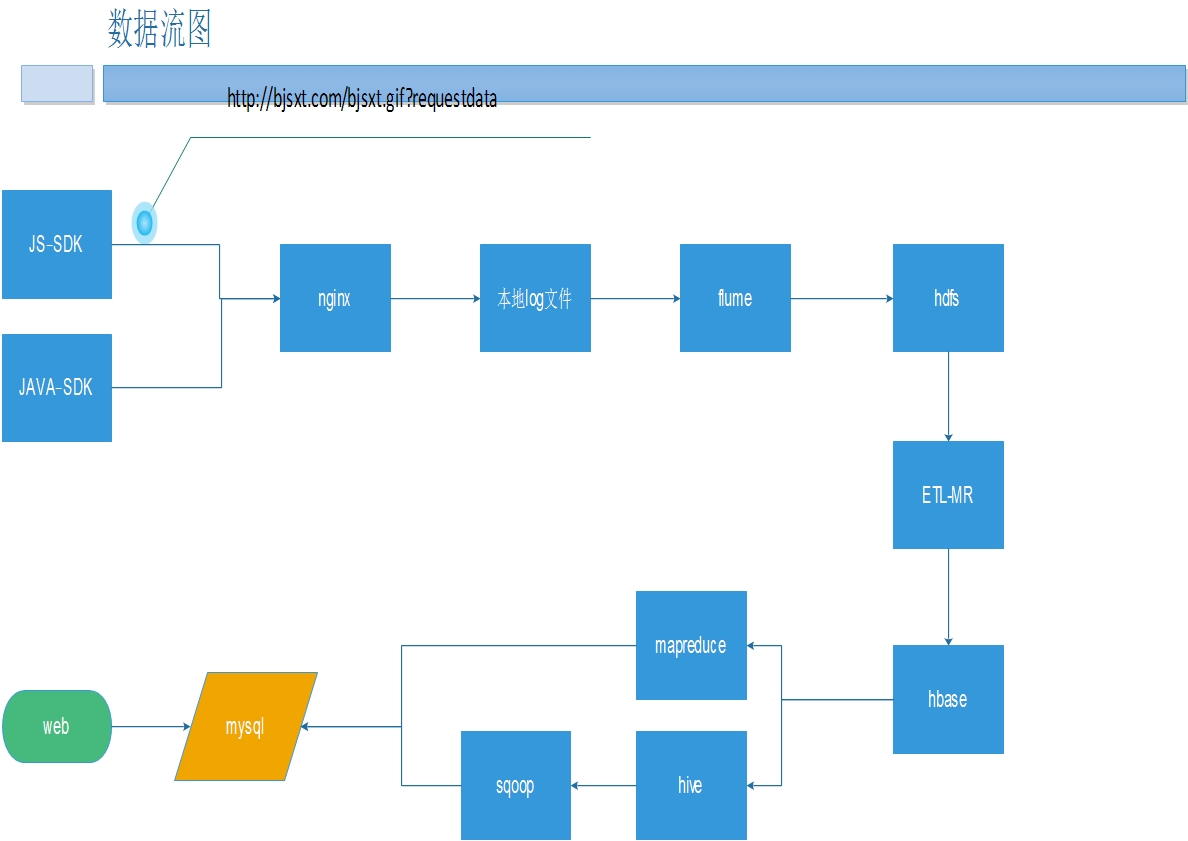 数据流图
http://bjsxt.com/bjsxt.gif?requestdata
JS-SDK
nginx
本地log文件
flume
hdfs
JAVA-SDK
ETL-MR
mapreduce
hbase
web
mysql
sqoop
hive